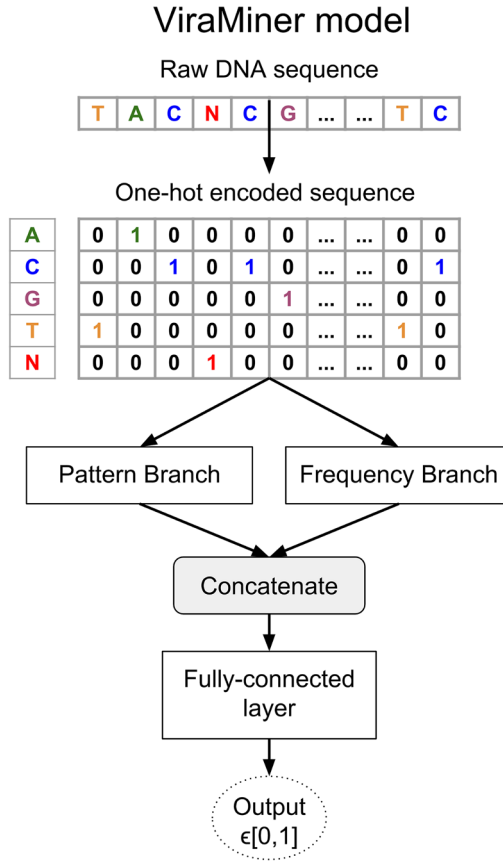 ViraMiner model
Raw DNA sequence
T A C N C G ... ... T C
One-hot encoded sequence
A 0 1 0 0 0 0 ... ... 0 0
C 0 0 1 0 1 0 ... ... 0 1
G 0 0 0 0 0 1 ... ... 0 0
T 1 0 0 0 0 0 ... ... 1 0
N 0 0 0 1 0 0 ... ... 0 0
Pattern Branch Frequency Branch
Concatenate
Fully-connected
layer
Output
ϵ[0,1]